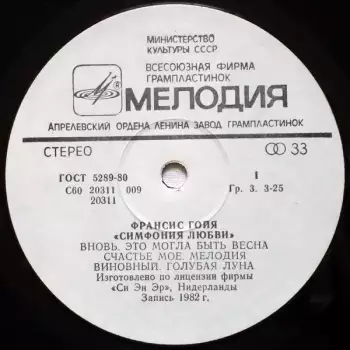 МИНИСТЕРСТВО
КУЛЬТУРЫ СССР
ВСЕСОЮЗНАЯ ФИРМА
ГРАМПЛАСТИНОК
МЕЛОДИЯ
АПРЕЛЕВСКИЙ ОРДЕНА ЛЕНИНА ЗАВОД ГРАМПЛАСТИНОК
СТЕРЕО 33
ГОСТ 5289-80 1
С60 20311 009 Гр. 3. 3-25
20311
ФРАНСИС ГОЙЯ
«СИМФОНИЯ ЛЮБВИ»
ВНОВЬ. ЭТО МОГЛА БЫТЬ ВЕСНА
СЧАСТЬЕ МОЕ. МЕЛОДИЯ
ВИНОВНЫЙ. ГОЛУБАЯ ЛУНА
Изготовлено по лицензии фирмы
«Си Эн Эр», Нидерланды
Запись 1982 г.